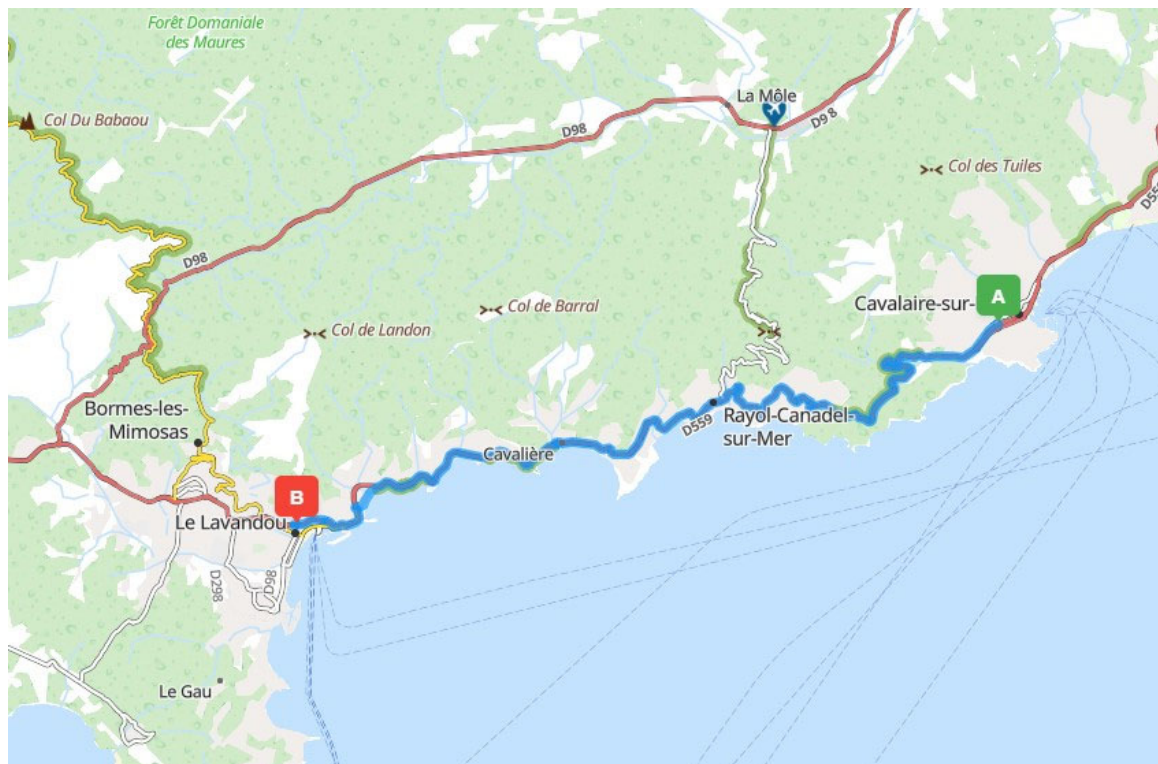 Forêt Domaniale
des Maures
La Môle
Col Du Babaou
D98
D9 8
Col des Tuiles
D98
Col de Barral
Cavalaire-sur-
A
Col de Landon
Bormes-les-
Mimosas
D559
Rayol-Canadel-
sur-Mer
Cavalière
B
Le Lavandou
D298
D98
Le Gau